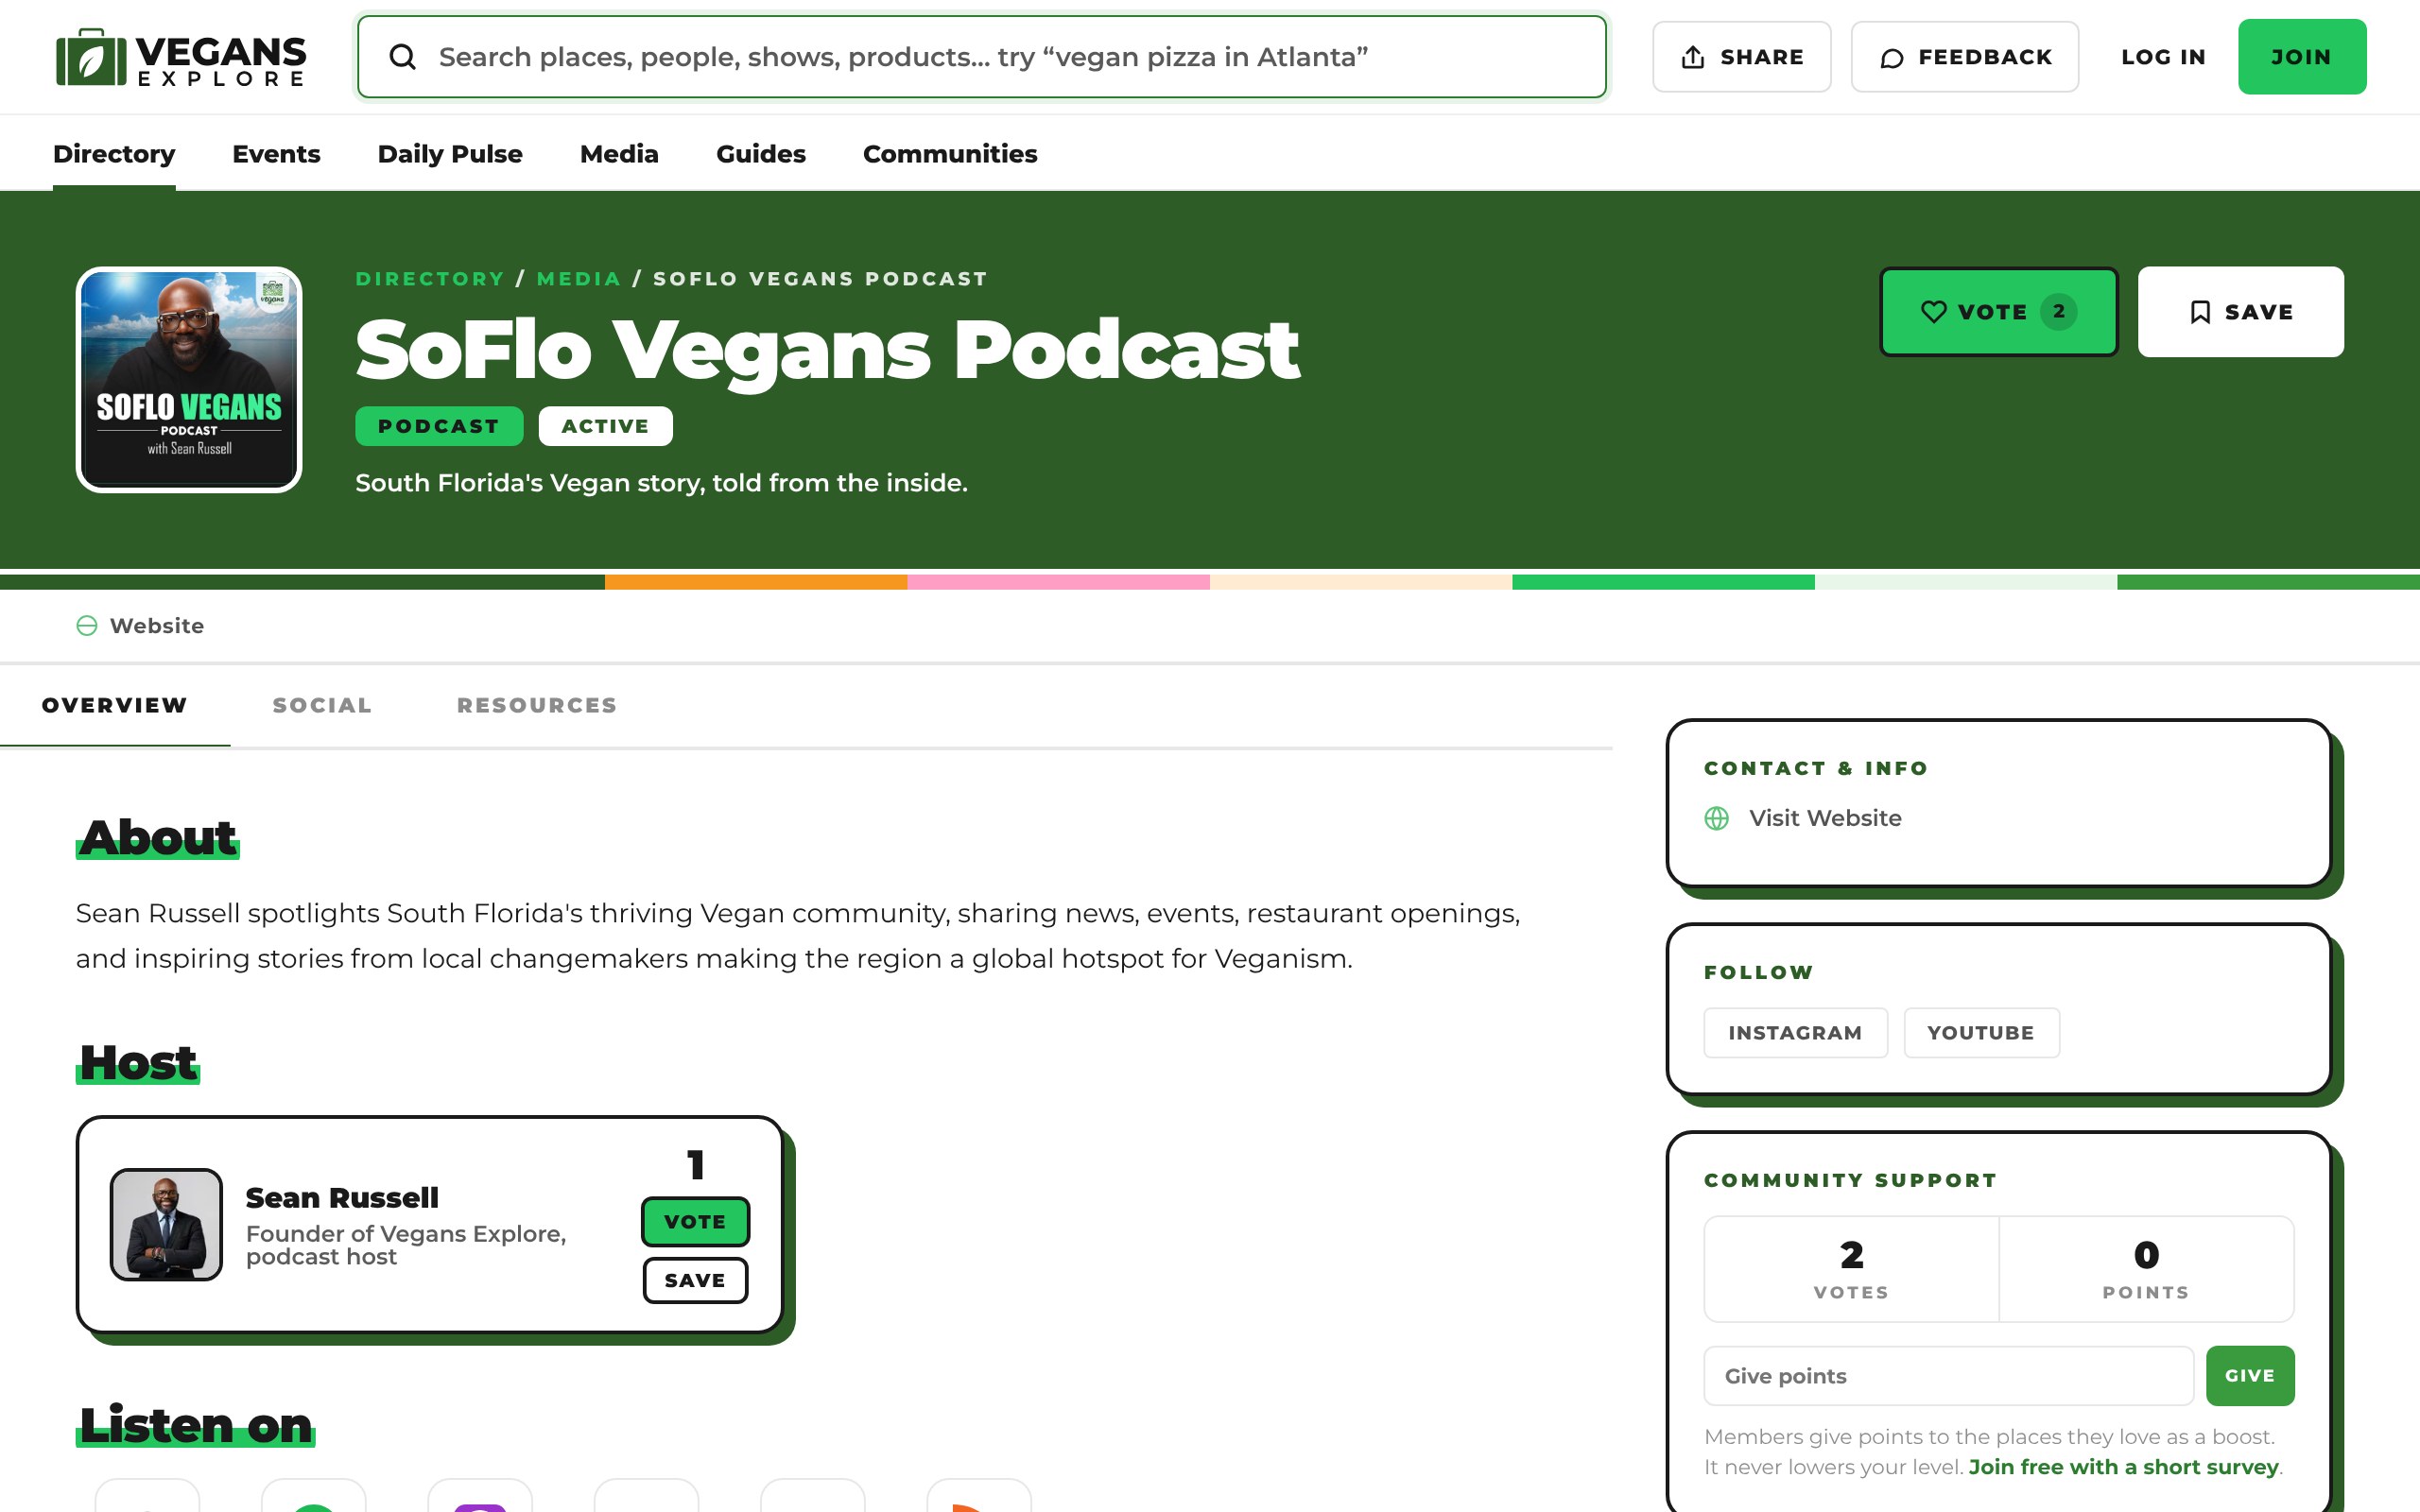 VEGANS
EXPLORE
Search places, people, shows, products... try “vegan pizza in Atlanta”
SHARE
FEEDBACK
LOG IN
JOIN
Directory
Events
Daily Pulse
Media
Guides
Communities
vegans
SOFLO VEGANS
PODCAST
with Sean Russell
DIRECTORY / MEDIA / SOFLO VEGANS PODCAST
SoFlo Vegans Podcast
PODCAST
ACTIVE
South Florida's Vegan story, told from the inside.
VOTE 2
SAVE
Website
OVERVIEW
SOCIAL
RESOURCES
About
Sean Russell spotlights South Florida's thriving Vegan community, sharing news, events, restaurant openings,
and inspiring stories from local changemakers making the region a global hotspot for Veganism.
Host
Sean Russell
Founder of Vegans Explore,
podcast host
1
VOTE
SAVE
Listen on
CONTACT & INFO
Visit Website
FOLLOW
INSTAGRAM
YOUTUBE
COMMUNITY SUPPORT
2
VOTES
0
POINTS
Give points
GIVE
Members give points to the places they love as a boost.
It never lowers your level. Join free with a short survey.